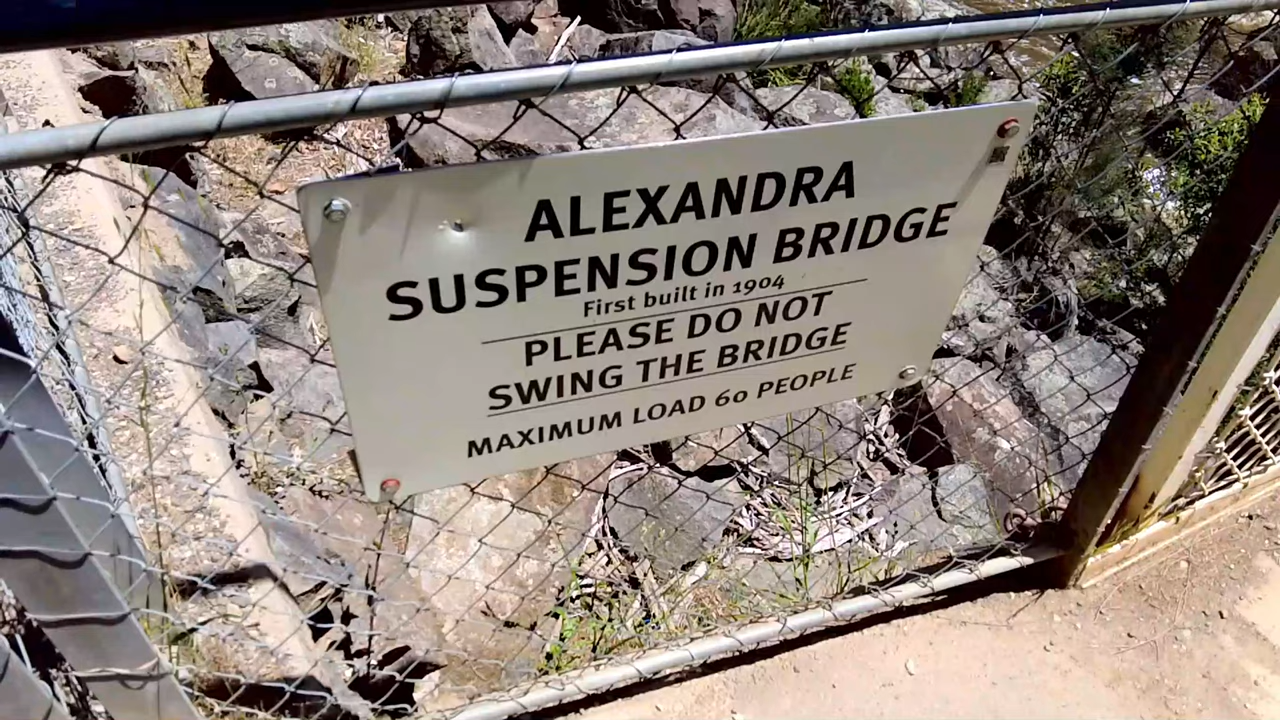 ALEXANDRA
SUSPENSION BRIDGE
First built in 1904
PLEASE DO NOT
SWING THE BRIDGE
MAXIMUM LOAD 60 PEOPLE